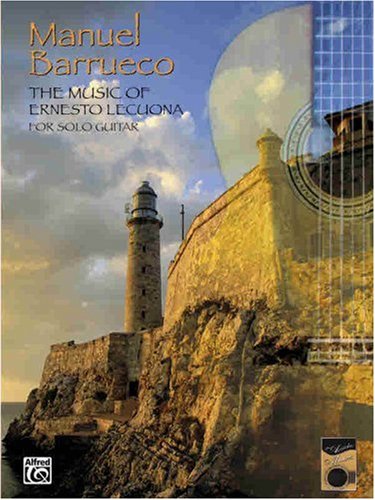 Manuel
Barrueco
THE MUSIC OF
ERNESTO LECUONA
FOR SOLO GUITAR
Alfred